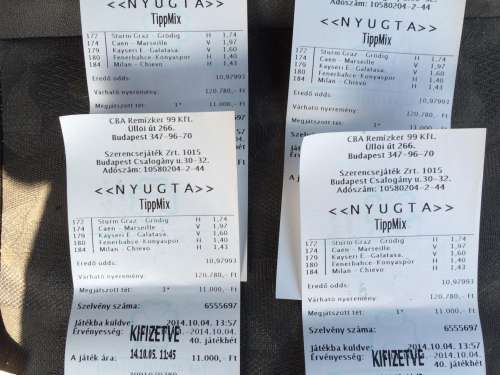 <<NYUGTA>>
TippMix
172 Sturm Graz - Grödig H 1,74
174 Caen - Marseille V 1,97
179 Kayseri E.-Galatasa. V 1,60
180 Fenerbahce-Konyaspor H 1,40
184 Milan - Chievo H 1,43
Eredő odds: 10,97993
Várható nyeremény: 120.780,-Ft
Megjátszott tét: 1* 11.000,-Ft
Adószám: 10580204-2-44
<<NYUGTA>>
TippMix
172 Sturm Graz - Grödig H 1,74
174 Caen - Marseille V 1,97
179 Kayseri E.-Galatasa. V 1,60
180 Fenerbahce-Konyaspor H 1,40
184 Milan - Chievo H 1,43
Eredő odds: 10,97993
Várható nyeremény: 120.780,-Ft
11.000,-Ft
CBA Remizker 99 Kft.
Üllői út 266.
Budapest 347-96-70
Szerencsejáték Zrt. 1015
Budapest Csalogány u.30-32.
Adószám: 10580204-2-44
<<NYUGTA>>
TippMix
172 Sturm Graz - Grödig H 1,74
174 Caen - Marseille V 1,97
179 Kayseri E.-Galatasa. V 1,60
180 Fenerbahce-Konyaspor H 1,40
184 Milan - Chievo H 1,43
Eredő odds: 10,97993
Várható nyeremény: 120.780,-Ft
Megjátszott tét: 1* 11.000,-Ft
Szelvény száma: 6555697
Játékba küldve: 2014.10.04. 13:57
Érvényesség: KIFIZETVE 2014.10.04.
40. játékhét
A játék ára: 14.10.05. 11:45 11.000,-Ft
CBA Remizker 99 Kft.
Üllői út 266.
Budapest 347-96-70
Szerencsejáték Zrt. 1015
Budapest Csalogány u.30-32.
Adószám: 10580204-2-44
<<NYUGTA>>
TippMix
172 Sturm Graz - Grödig H 1,74
174 Caen - Marseille V 1,97
179 Kayseri E.-Galatasa. V 1,60
180 Fenerbahce-Konyaspor H 1,40
184 Milan - Chievo H 1,43
Eredő odds: 10,97993
Várható nyeremény: 120.780,-Ft
Megjátszott tét: 1* 11.000,-Ft
Szelvény száma: 6555697
Játékba küldve: 2014.10.04. 13:57
Érvényesség: KIFIZETVE 2014.10.04.
40. játékhét